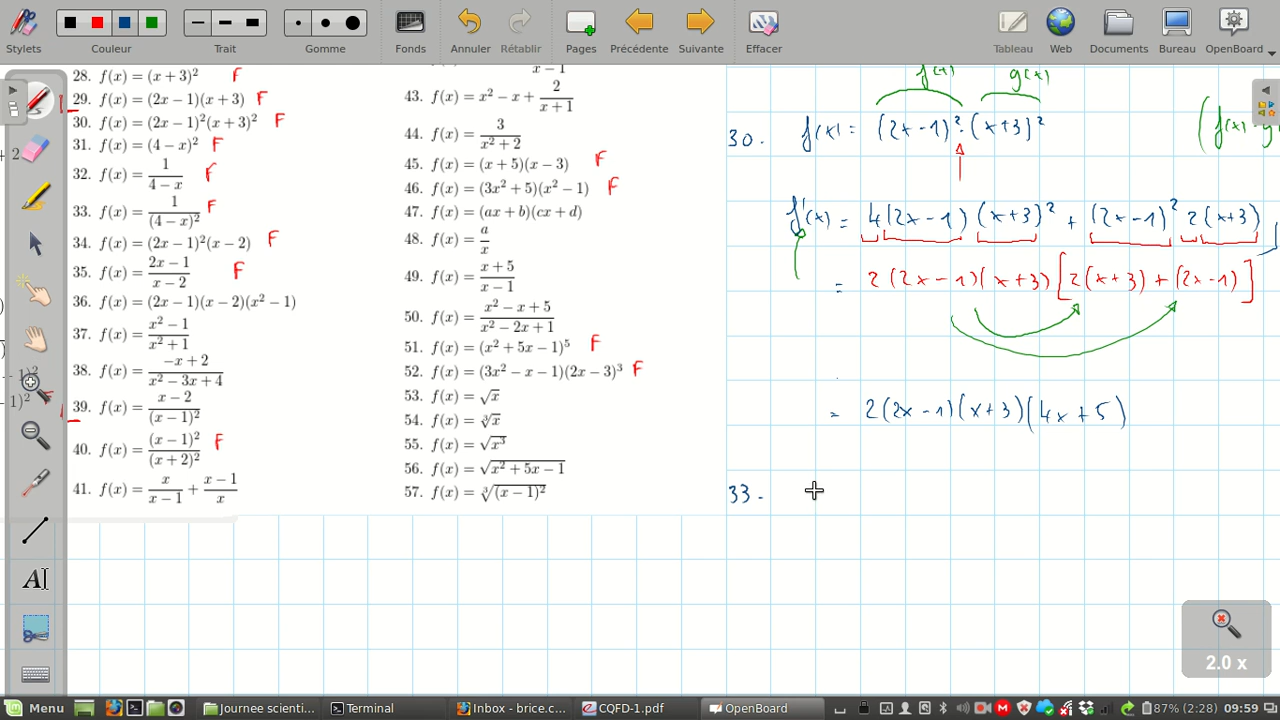 Stylets Couleur Trait Gomme Fonds Annuler Rétablir Pages Précédente Suivante Effacer Tableau Web Documents Bureau OpenBoard
28. f(x) = (x + 3)² F
29. f(x) = (2x − 1)(x + 3) F
30. f(x) = (2x − 1)²(x + 3)² F
31. f(x) = (4 − x)² F
32. f(x) = 1/(4 − x) F
33. f(x) = 1/(4 − x)² F
34. f(x) = (2x − 1)²(x − 2) F
35. f(x) = (2x − 1)/(x − 2) F
36. f(x) = (2x − 1)(x − 2)(x² − 1)
37. f(x) = (x² − 1)/(x² + 1)
38. f(x) = (−x + 2)/(x² − 3x + 4)
39. f(x) = (x − 2)/(x − 1)²
40. f(x) = (x − 1)²/(x + 2)² F
41. f(x) = x/(x − 1) + (x − 1)/x
x − 1
43. f(x) = x² − x + 2/(x + 1)
44. f(x) = 3/(x² + 2)
45. f(x) = (x + 5)(x − 3) F
46. f(x) = (3x² + 5)(x² − 1) F
47. f(x) = (ax + b)(cx + d)
48. f(x) = a/x
49. f(x) = (x + 5)/(x − 1)
50. f(x) = (x² − x + 5)/(x² − 2x + 1)
51. f(x) = (x² + 5x − 1)⁵ F
52. f(x) = (3x² − x − 1)(2x − 3)³ F
53. f(x) = √x
54. f(x) = ∛x
55. f(x) = √(x³)
56. f(x) = √(x² + 5x − 1)
57. f(x) = ∛((x − 1)²)
f(x) g(x)
30. f(x) = (2x − 1)² · (x + 3)²
(f(x) · g
f'(x) = 4(2x − 1)(x + 3)² + (2x − 1)² 2(x + 3)
= 2(2x − 1)(x + 3)[2(x + 3) + (2x − 1)]
= 2(2x − 1)(x + 3)(4x + 5)
33.
2.0 x
Menu Journee scienti... Terminal Inbox - brice.c... CQFD-1.pdf OpenBoard 87% (2:28) 09:59